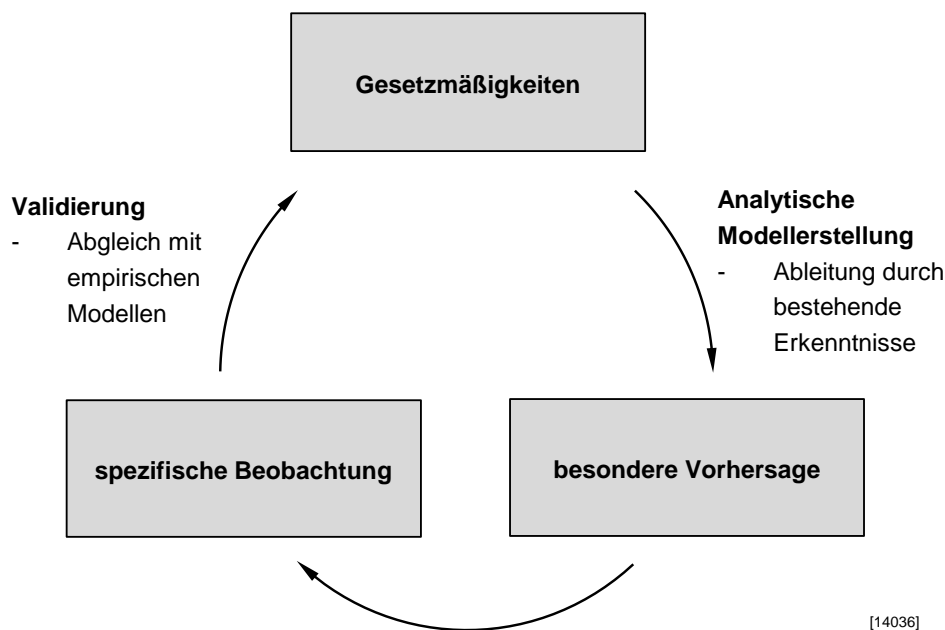 Gesetzmäßigkeiten
Validierung
- Abgleich mit
empirischen
Modellen
Analytische
Modellerstellung
- Ableitung durch
bestehende
Erkenntnisse
spezifische Beobachtung
besondere Vorhersage
[14036]